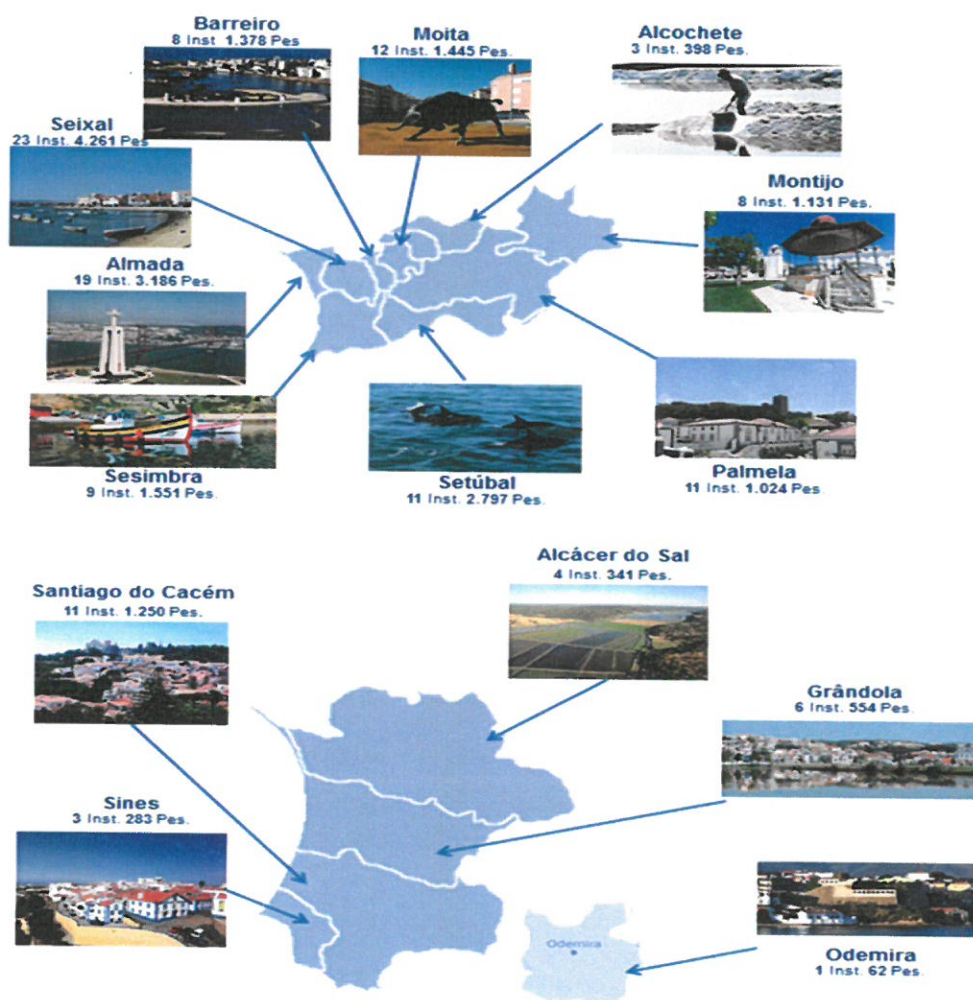 Barreiro
8 Inst. 1.378 Pes.
Moita
12 Inst. 1.445 Pes.
Alcochete
3 Inst. 398 Pes.
Seixal
23 Inst. 4.261 Pes
Montijo
8 Inst. 1.131 Pes.
Almada
19 Inst. 3.186 Pes.
Sesimbra
9 Inst. 1.551 Pes.
Setúbal
11 Inst. 2.797 Pes.
Palmela
11 Inst. 1.024 Pes.
Alcácer do Sal
4 Inst. 341 Pes.
Santiago do Cacém
11 Inst. 1.250 Pes.
Grândola
6 Inst. 554 Pes.
Sines
3 Inst. 283 Pes.
Odemira
Odemira
1 Inst. 62 Pes.